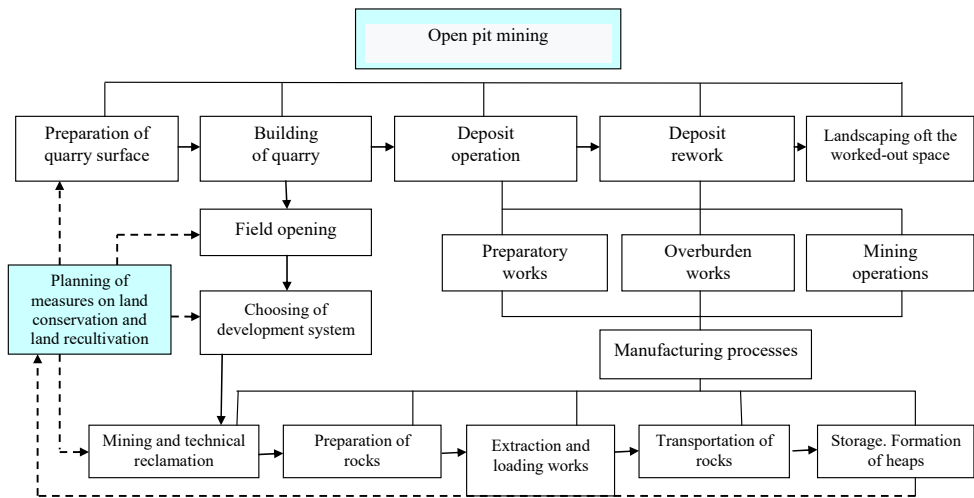 Open pit mining
Preparation of
quarry surface
Building
of quarry
Deposit
operation
Deposit
rework
Landscaping oft the
worked-out space
Field opening
Preparatory
works
Overburden
works
Mining
operations
Planning of
measures on land
conservation and
land recultivation
Choosing of
development system
Manufacturing processes
Mining and technical
reclamation
Preparation of
rocks
Extraction and
loading works
Transportation of
rocks
Storage. Formation
of heaps